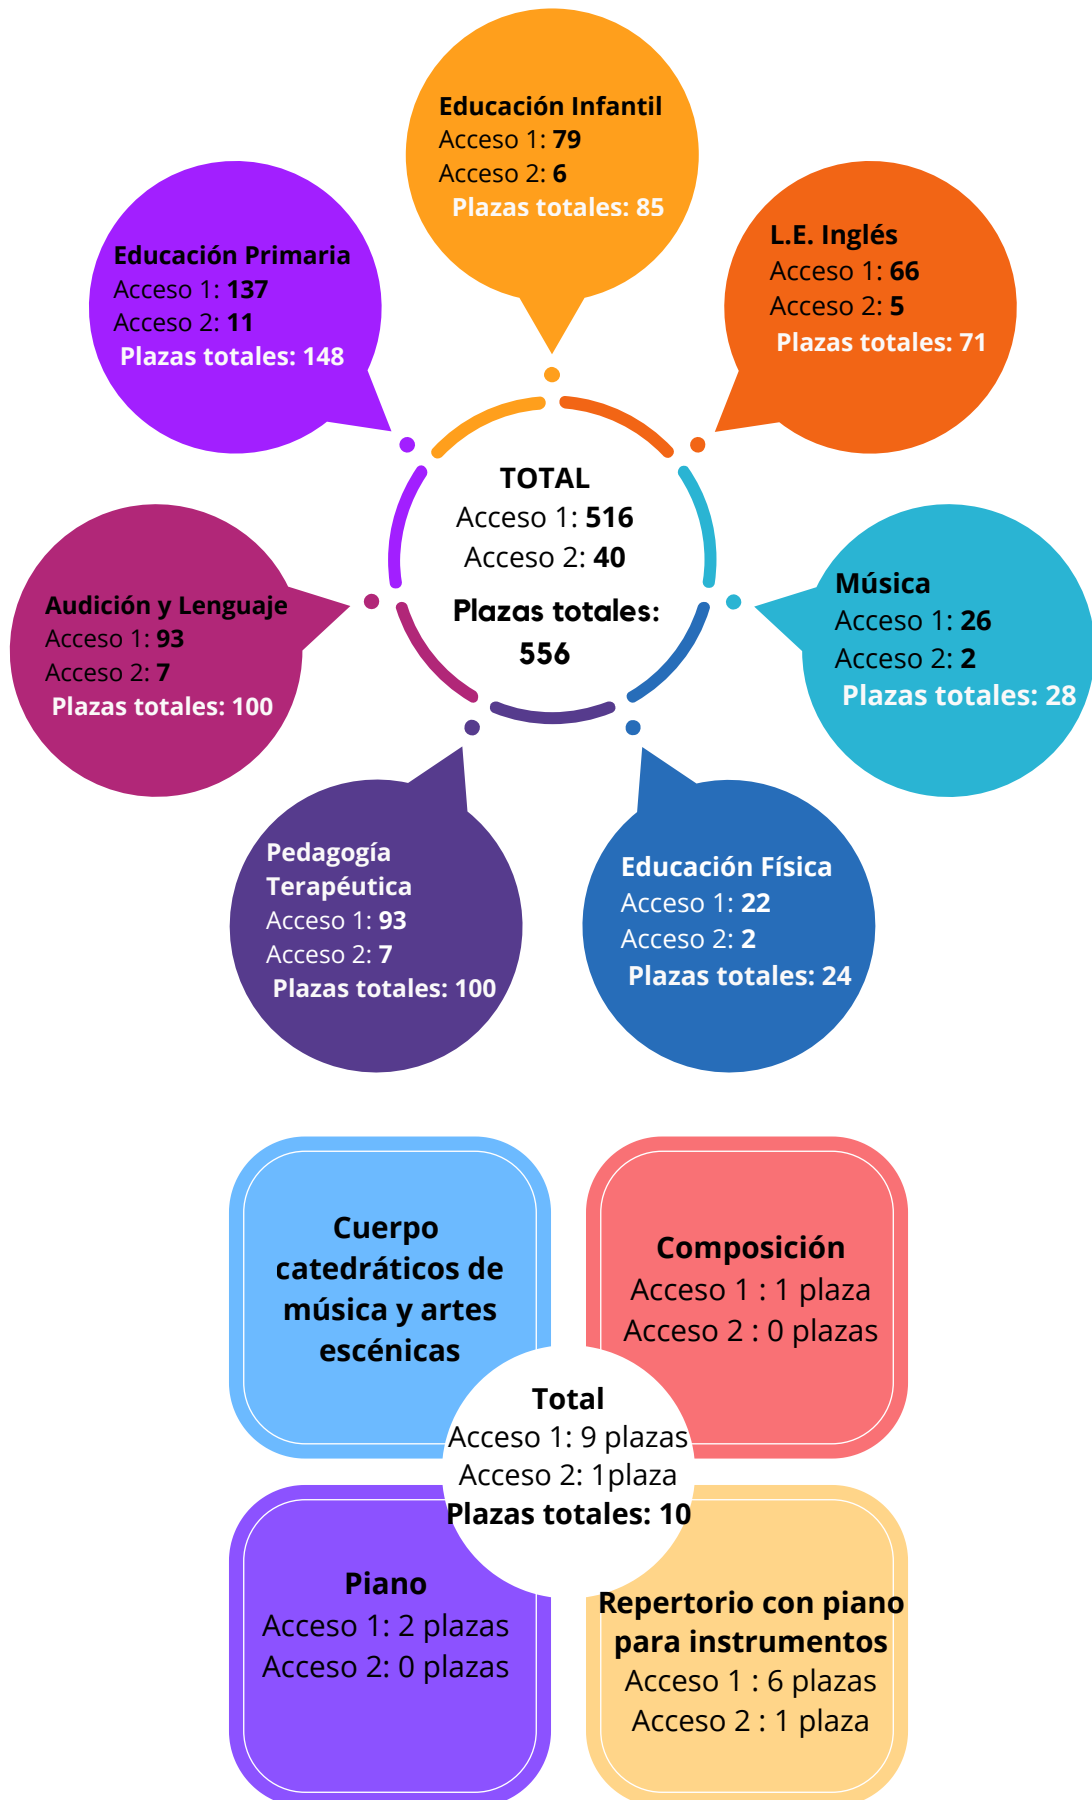 Educación Infantil
Acceso 1: 79
Acceso 2: 6
Plazas totales: 85
L.E. Inglés
Acceso 1: 66
Acceso 2: 5
Plazas totales: 71
Educación Primaria
Acceso 1: 137
Acceso 2: 11
Plazas totales: 148
TOTAL
Acceso 1: 516
Acceso 2: 40
Plazas totales:
556
Audición y Lenguaje
Acceso 1: 93
Acceso 2: 7
Plazas totales: 100
Música
Acceso 1: 26
Acceso 2: 2
Plazas totales: 28
Pedagogía
Terapéutica
Acceso 1: 93
Acceso 2: 7
Plazas totales: 100
Educación Física
Acceso 1: 22
Acceso 2: 2
Plazas totales: 24
Cuerpo
catedráticos de
música y artes
escénicas
Composición
Acceso 1 : 1 plaza
Acceso 2 : 0 plazas
Total
Acceso 1: 9 plazas
Acceso 2: 1plaza
Plazas totales: 10
Piano
Acceso 1: 2 plazas
Acceso 2: 0 plazas
Repertorio con piano
para instrumentos
Acceso 1 : 6 plazas
Acceso 2 : 1 plaza